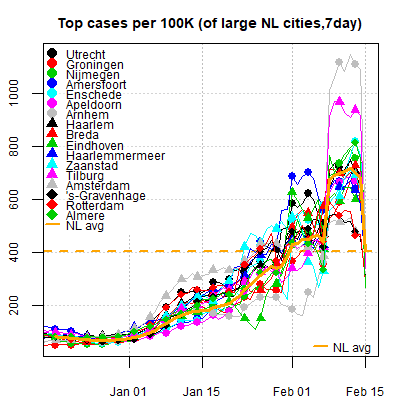 Top cases per 100K (of large NL cities,7day)
Utrecht
Groningen
Nijmegen
Amersfoort
Enschede
Apeldoorn
Arnhem
Haarlem
Breda
Eindhoven
Haarlemmermeer
Zaanstad
Tilburg
Amsterdam
's-Gravenhage
Rotterdam
Almere
NL avg
1000
800
600
400
200
NL avg
Jan 01
Jan 15
Feb 01
Feb 15